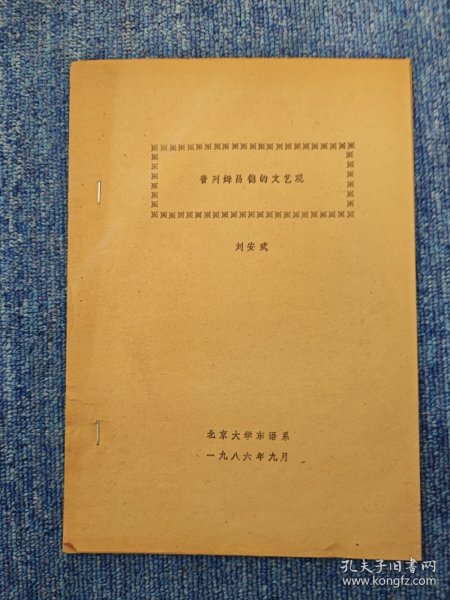 普列姆昌德的文艺观
刘安武
北京大学东语系
一九八六年九月
孔夫子旧书网
www.kongfz.com